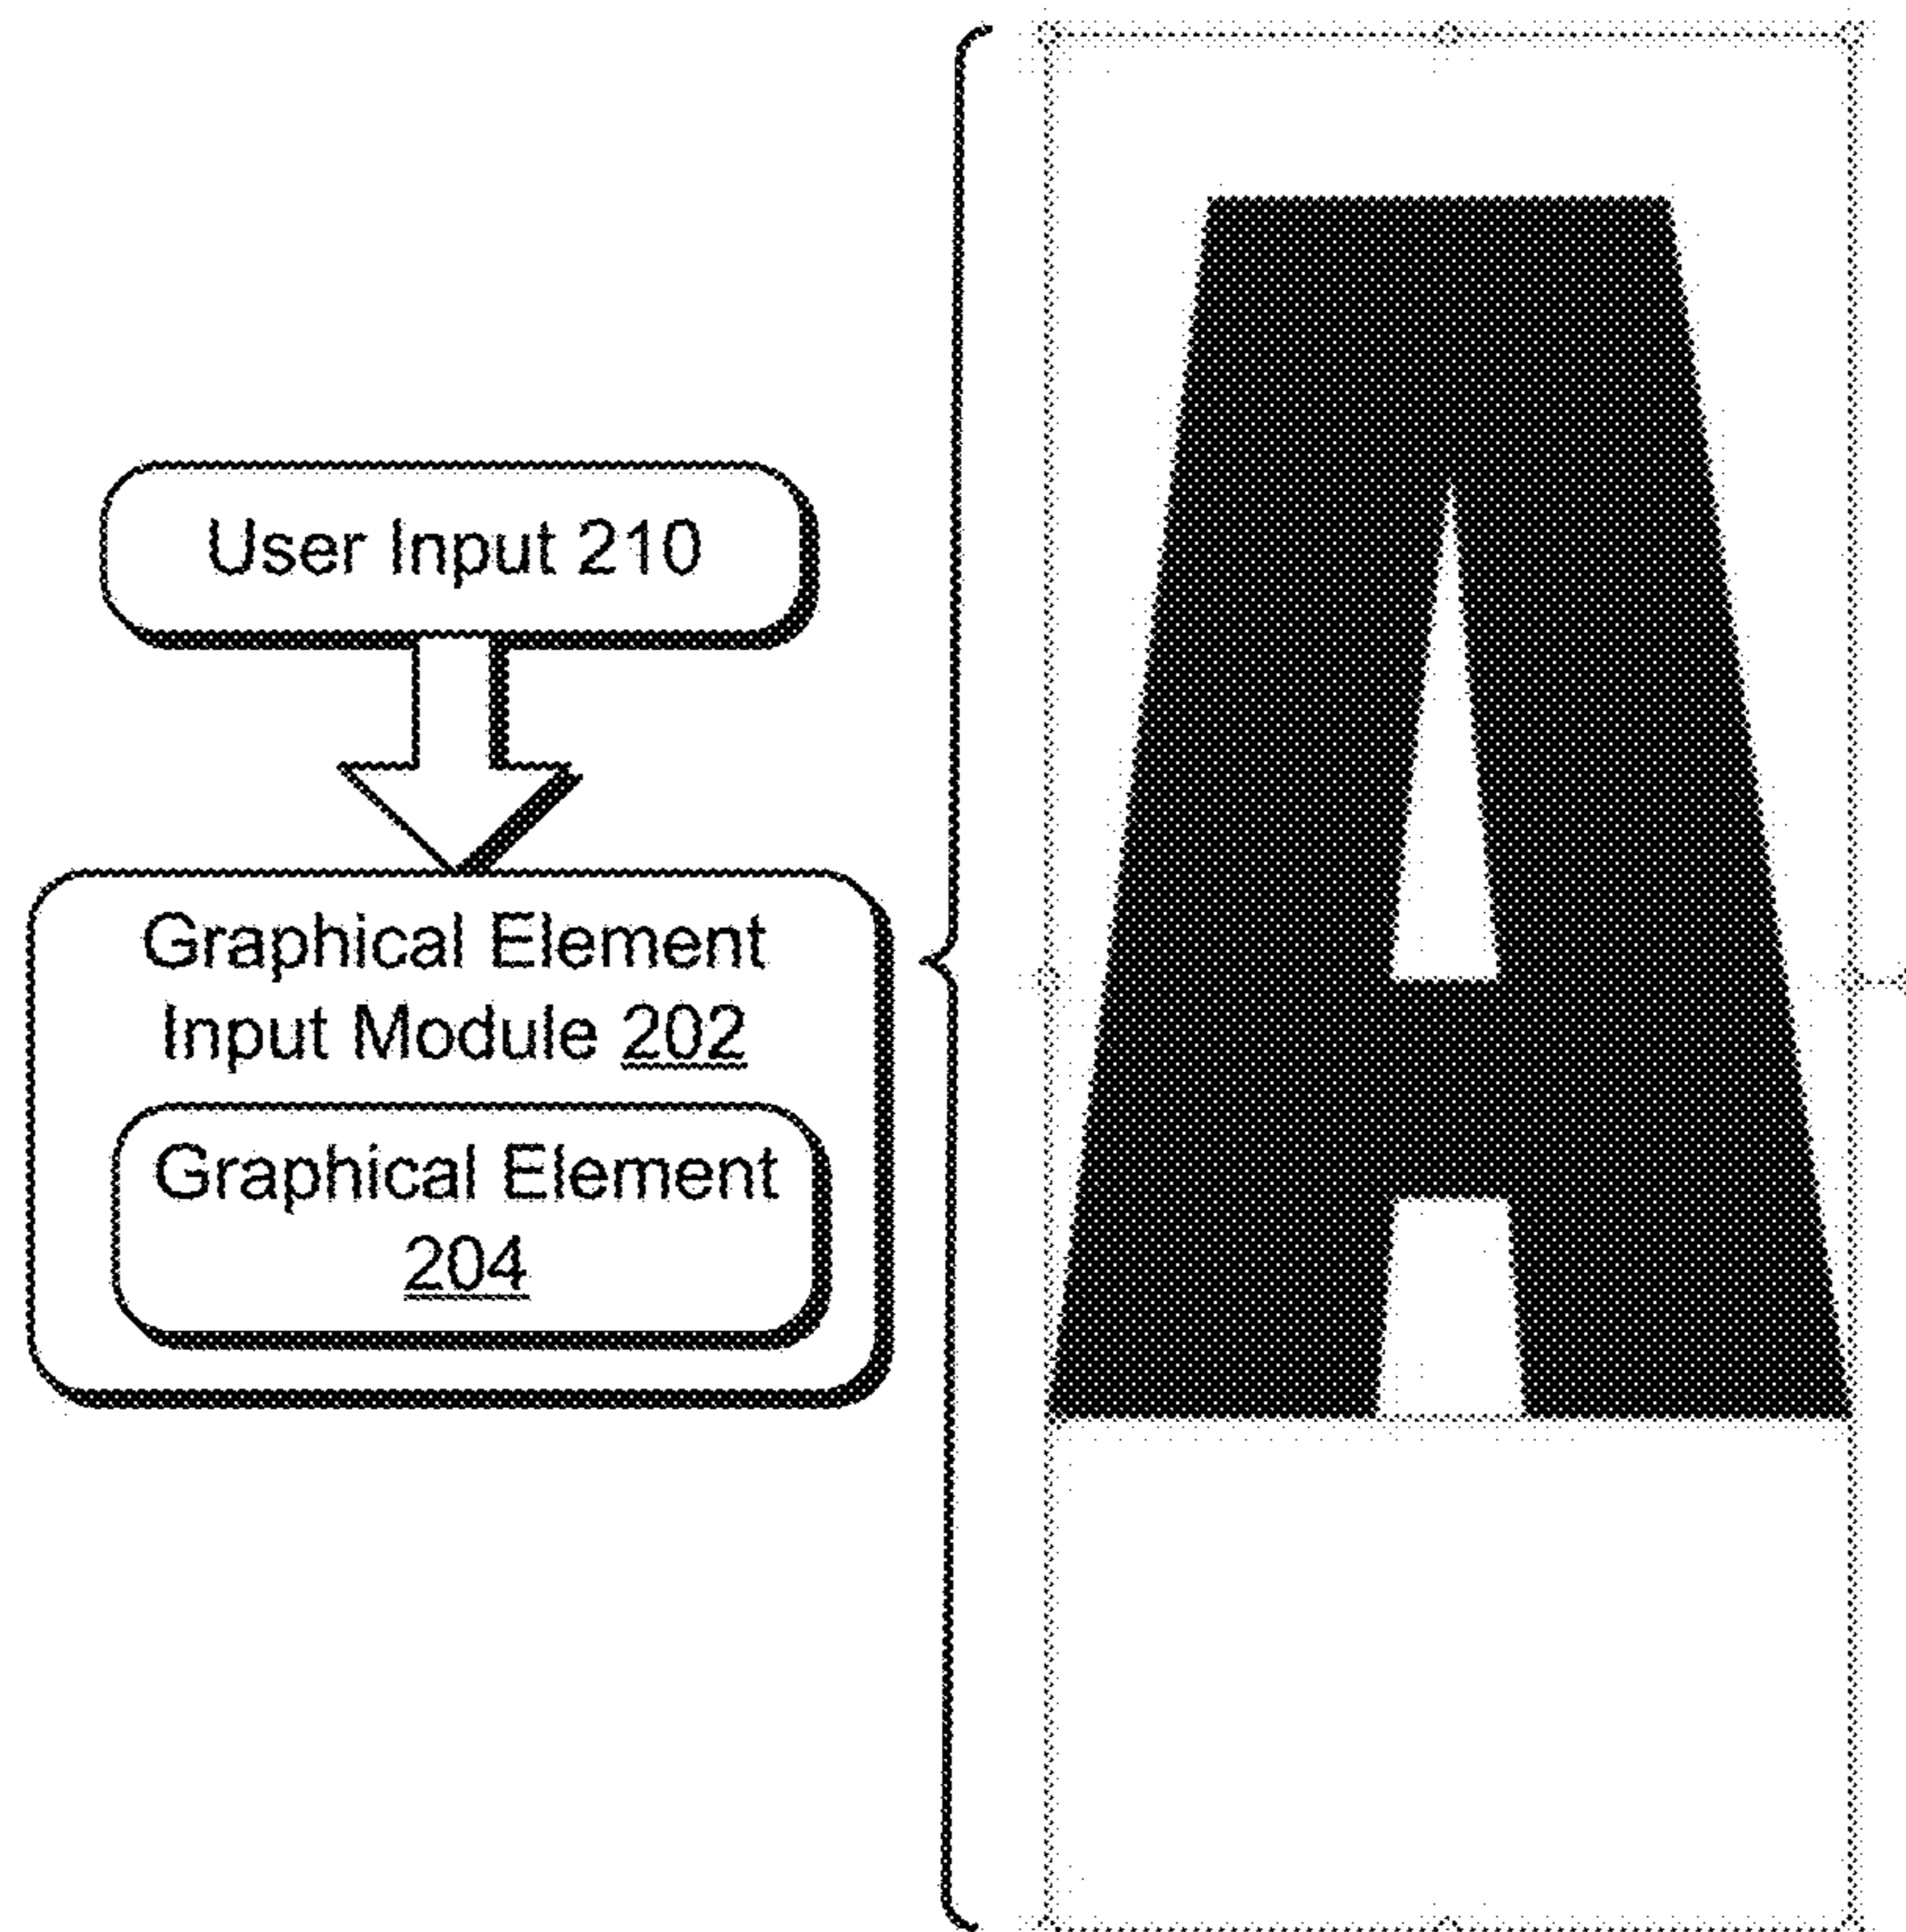 User Input 210
Graphical Element
Input Module 202
Graphical Element
204
A